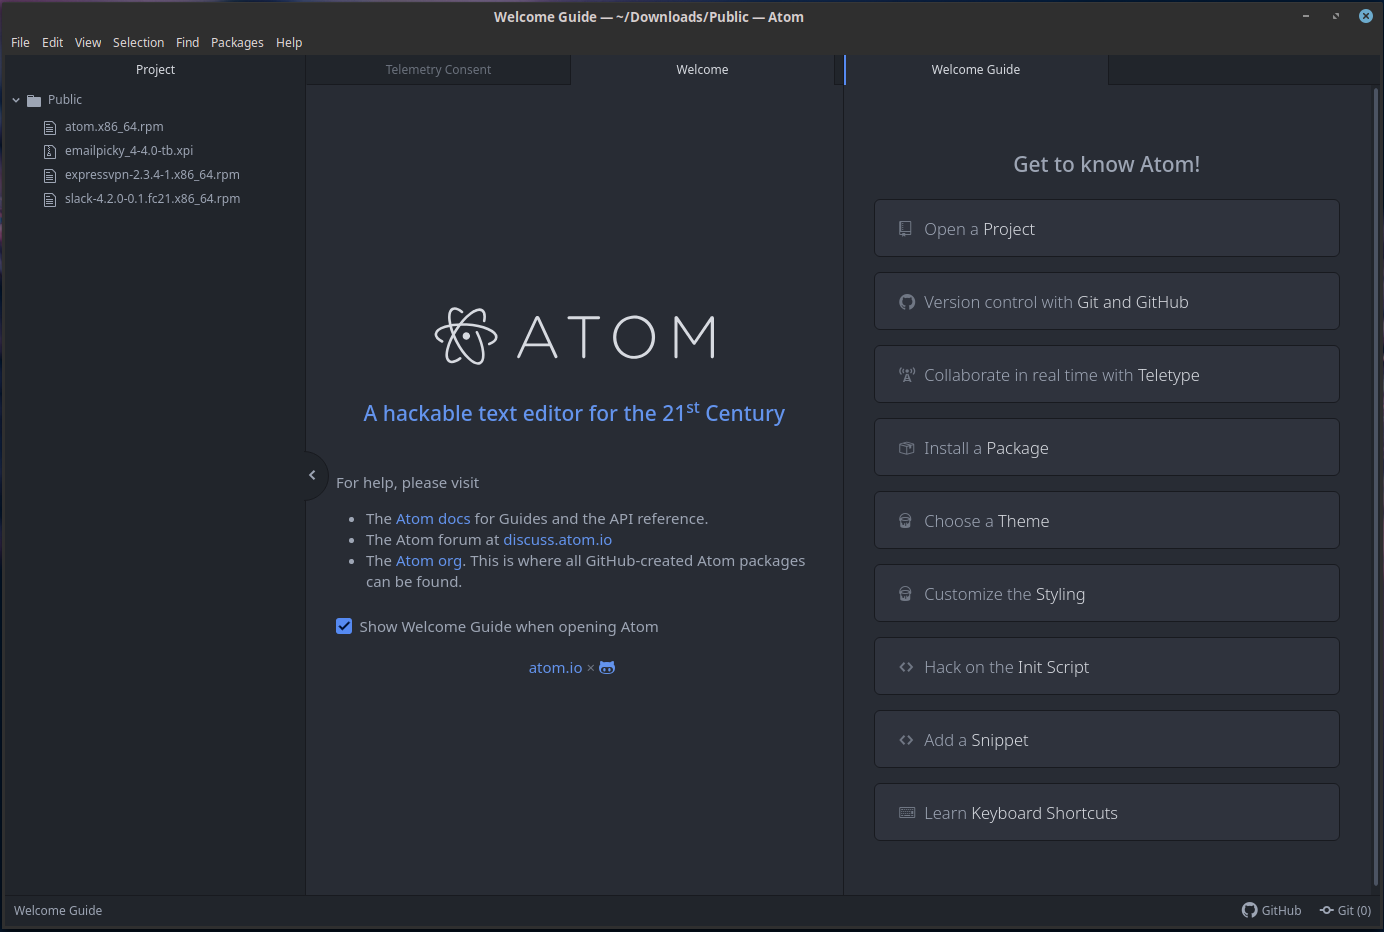 Welcome Guide — ~/Downloads/Public — Atom
File Edit View Selection Find Packages Help
Project
Telemetry Consent
Welcome
Welcome Guide
Public
atom.x86_64.rpm
emailpicky_4-4.0-tb.xpi
expressvpn-2.3.4-1.x86_64.rpm
slack-4.2.0-0.1.fc21.x86_64.rpm
ATOM
A hackable text editor for the 21st Century
For help, please visit
• The Atom docs for Guides and the API reference.
• The Atom forum at discuss.atom.io
• The Atom org. This is where all GitHub-created Atom packages
can be found.
Show Welcome Guide when opening Atom
atom.io ×
Get to know Atom!
Open a Project
Version control with Git and GitHub
Collaborate in real time with Teletype
Install a Package
Choose a Theme
Customize the Styling
Hack on the Init Script
Add a Snippet
Learn Keyboard Shortcuts
Welcome Guide
GitHub
Git (0)